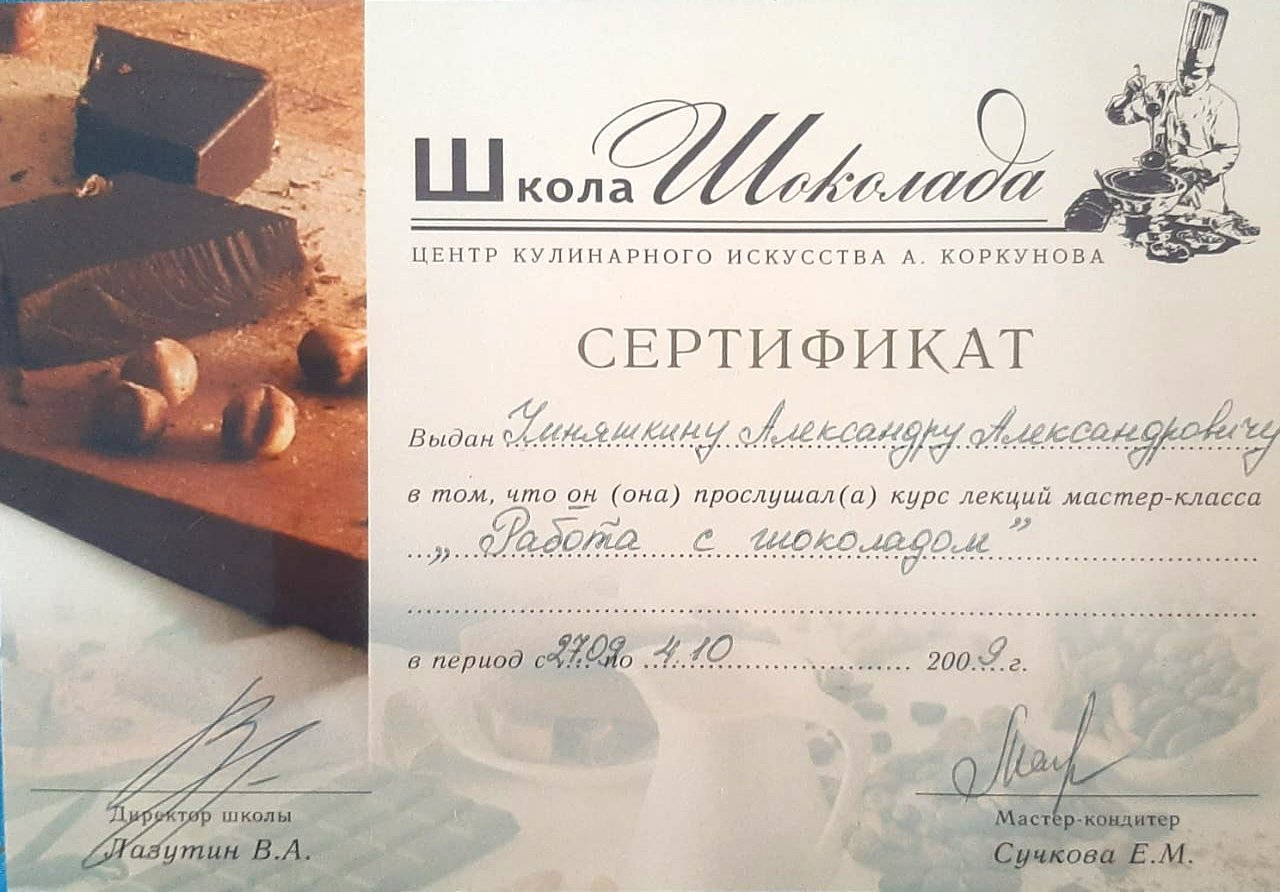 Школа Шоколада
ЦЕНТР КУЛИНАРНОГО ИСКУССТВА А. КОРКУНОВА
СЕРТИФИКАТ
Выдан Чиняшкину Александру Александровичу
в том, что он (она) прослушал(а) курс лекций мастер-класса
„Работа с шоколадом”
в период с 27.09 по 4.10 2009 г.
Директор школы
Лазутин В.А.
Мастер-кондитер
Сучкова Е.М.